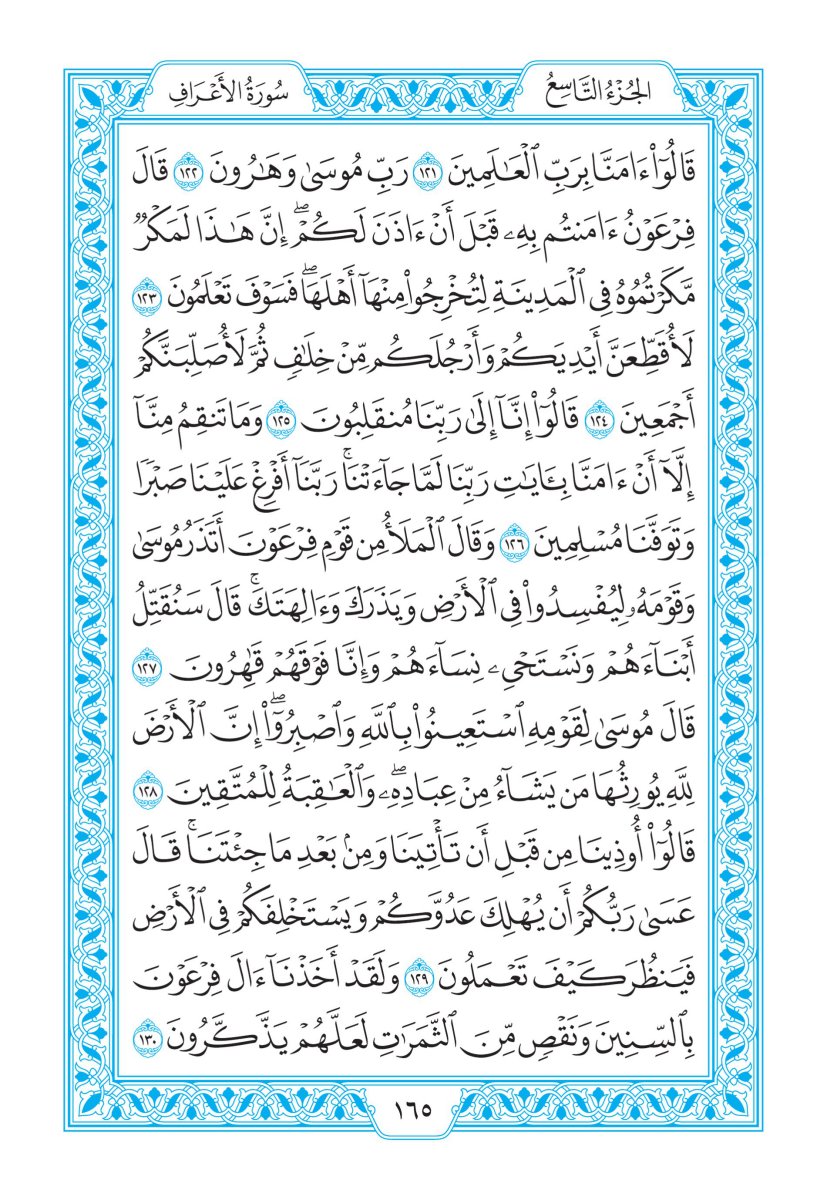 الجُزْءُ التَّاسِعُ
سُورَةُ الأَعْرَافِ
قَالُوٓاْ ءَامَنَّا بِرَبِّ ٱلْعَـٰلَمِينَ ١٢١ رَبِّ مُوسَىٰ وَهَـٰرُونَ ١٢٢ قَالَ
فِرْعَوْنُ ءَامَنتُم بِهِۦ قَبْلَ أَنْ ءَاذَنَ لَكُمْۖ إِنَّ هَـٰذَا لَمَكْرٌ
مَّكَرْتُمُوهُ فِي ٱلْمَدِينَةِ لِتُخْرِجُواْ مِنْهَآ أَهْلَهَاۖ فَسَوْفَ تَعْلَمُونَ ١٢٣
لَأُقَطِّعَنَّ أَيْدِيَكُمْ وَأَرْجُلَكُم مِّنْ خِلَـٰفٍ ثُمَّ لَأُصَلِّبَنَّكُمْ
أَجْمَعِينَ ١٢٤ قَالُوٓاْ إِنَّآ إِلَىٰ رَبِّنَا مُنقَلِبُونَ ١٢٥ وَمَا تَنقِمُ مِنَّآ
إِلَّآ أَنْ ءَامَنَّا بِـَٔايَـٰتِ رَبِّنَا لَمَّا جَآءَتْنَاۚ رَبَّنَآ أَفْرِغْ عَلَيْنَا صَبْرًا
وَتَوَفَّنَا مُسْلِمِينَ ١٢٦ وَقَالَ ٱلْمَلَأُ مِن قَوْمِ فِرْعَوْنَ أَتَذَرُ مُوسَىٰ
وَقَوْمَهُۥ لِيُفْسِدُواْ فِي ٱلْأَرْضِ وَيَذَرَكَ وَءَالِهَتَكَۚ قَالَ سَنُقَتِّلُ
أَبْنَآءَهُمْ وَنَسْتَحْيِۦ نِسَآءَهُمْ وَإِنَّا فَوْقَهُمْ قَـٰهِرُونَ ١٢٧
قَالَ مُوسَىٰ لِقَوْمِهِ ٱسْتَعِينُواْ بِٱللَّهِ وَٱصْبِرُوٓاْۖ إِنَّ ٱلْأَرْضَ
لِلَّهِ يُورِثُهَا مَن يَشَآءُ مِنْ عِبَادِهِۦۖ وَٱلْعَـٰقِبَةُ لِلْمُتَّقِينَ ١٢٨
قَالُوٓاْ أُوذِينَا مِن قَبْلِ أَن تَأْتِيَنَا وَمِنۢ بَعْدِ مَا جِئْتَنَاۚ قَالَ
عَسَىٰ رَبُّكُمْ أَن يُهْلِكَ عَدُوَّكُمْ وَيَسْتَخْلِفَكُمْ فِي ٱلْأَرْضِ
فَيَنظُرَ كَيْفَ تَعْمَلُونَ ١٢٩ وَلَقَدْ أَخَذْنَآ ءَالَ فِرْعَوْنَ
بِٱلسِّنِينَ وَنَقْصٍ مِّنَ ٱلثَّمَرَٰتِ لَعَلَّهُمْ يَذَّكَّرُونَ ١٣٠
١٦٥